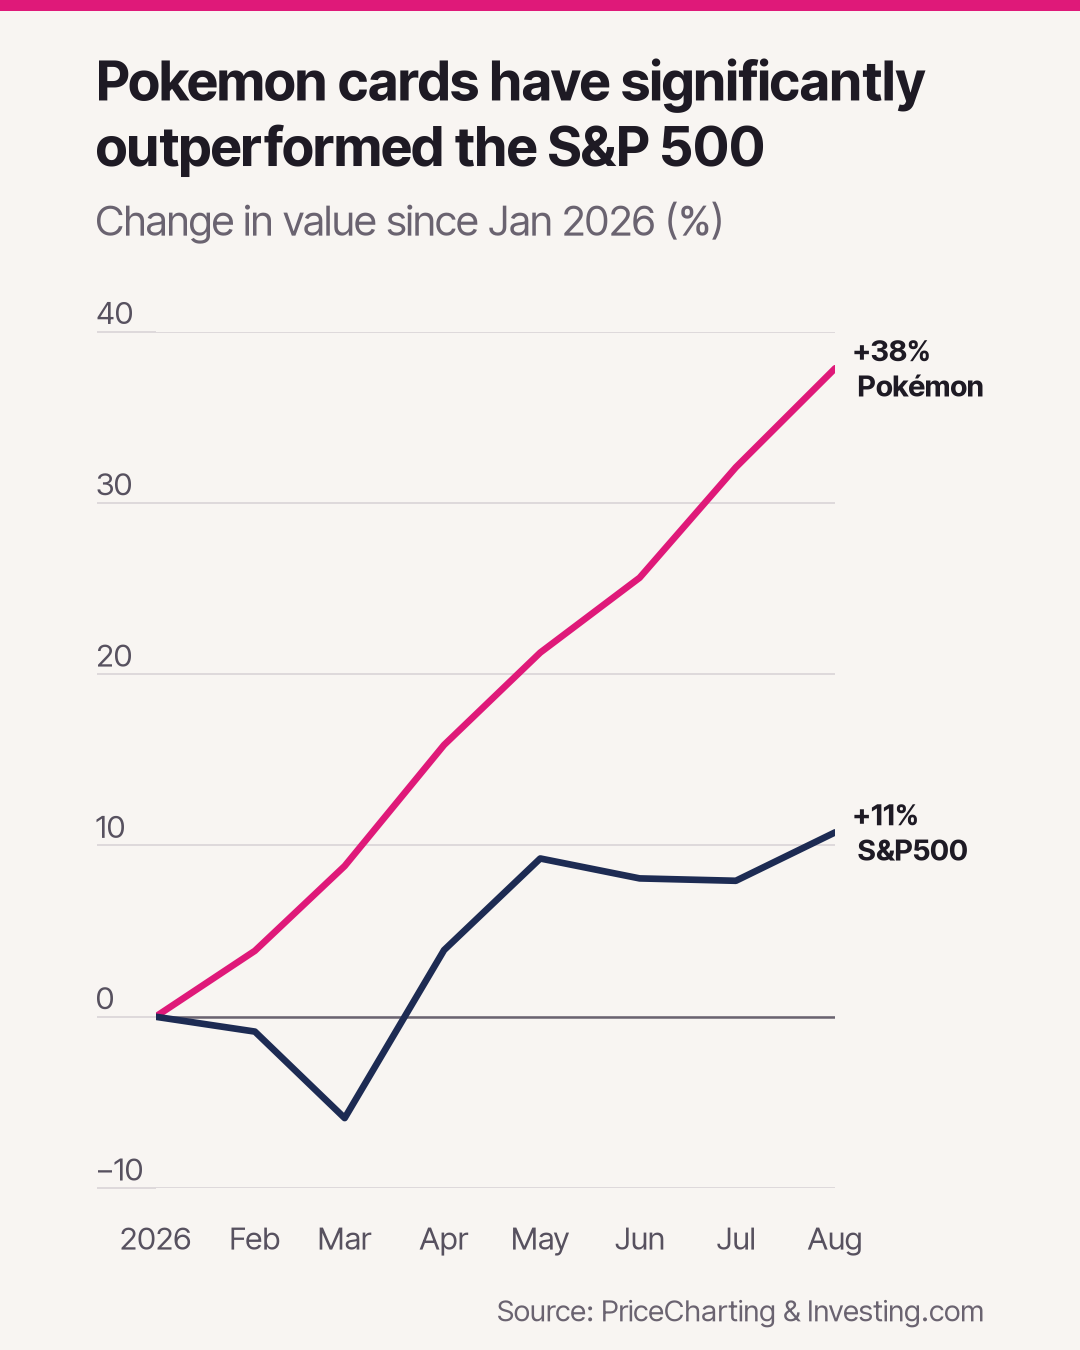 Pokemon cards have significantly
outperformed the S&P 500
Change in value since Jan 2026 (%)
40
+38%
Pokémon
30
20
10
+11%
S&P500
0
−10
2026 Feb Mar Apr May Jun Jul Aug
Source: PriceCharting & Investing.com